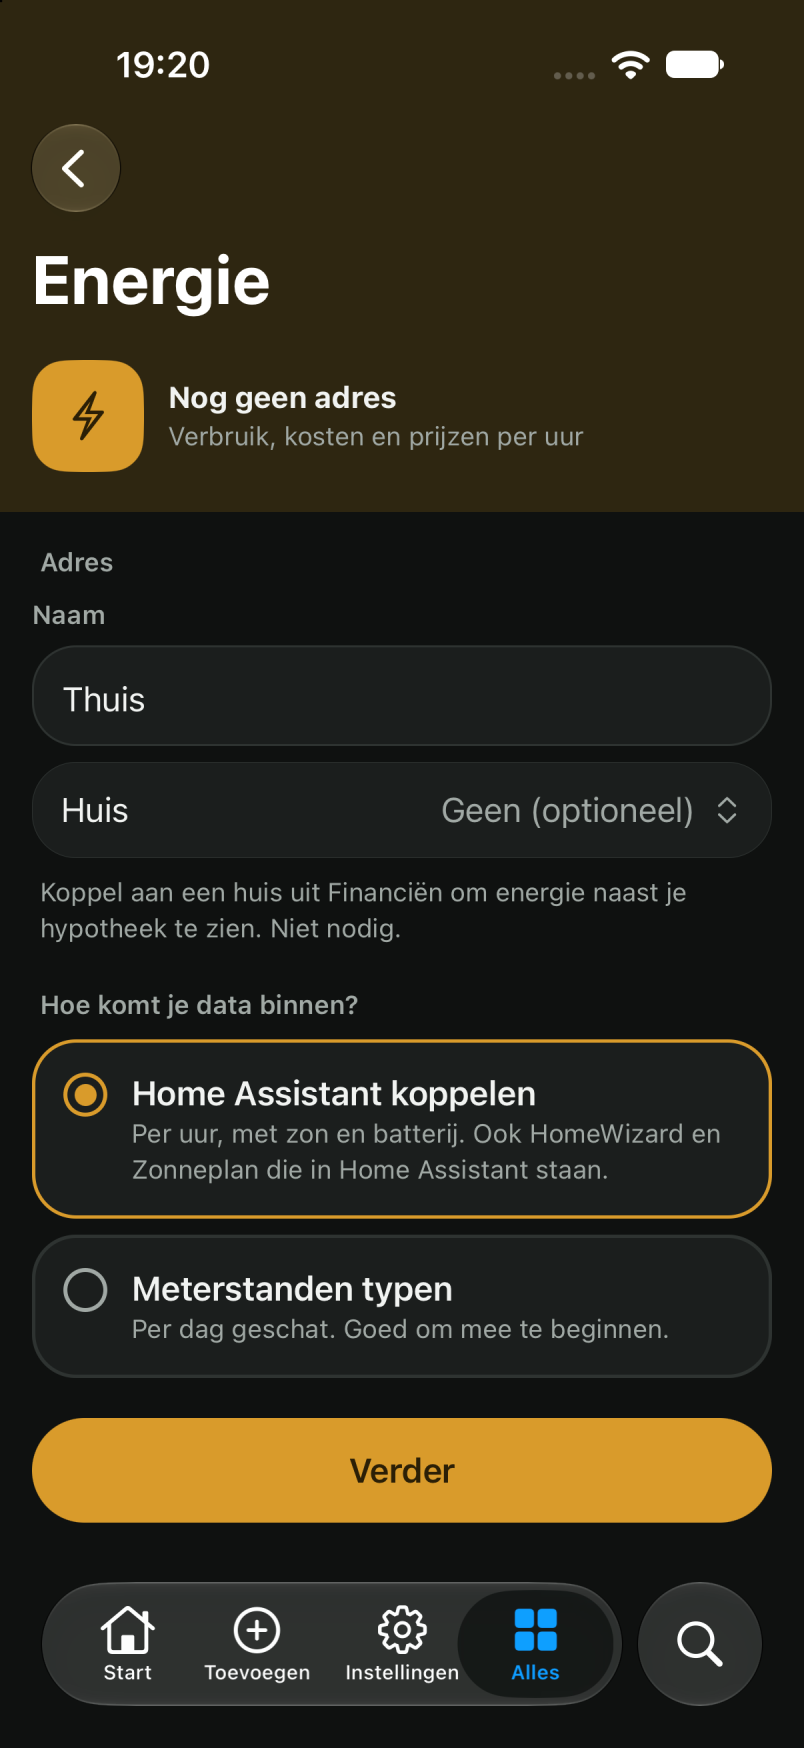 19:20
Energie
Nog geen adres
Verbruik, kosten en prijzen per uur
Adres
Naam
Thuis
Huis
Geen (optioneel)
Koppel aan een huis uit Financiën om energie naast je
hypotheek te zien. Niet nodig.
Hoe komt je data binnen?
Home Assistant koppelen
Per uur, met zon en batterij. Ook HomeWizard en
Zonneplan die in Home Assistant staan.
Meterstanden typen
Per dag geschat. Goed om mee te beginnen.
Verder
Start
Toevoegen
Instellingen
Alles